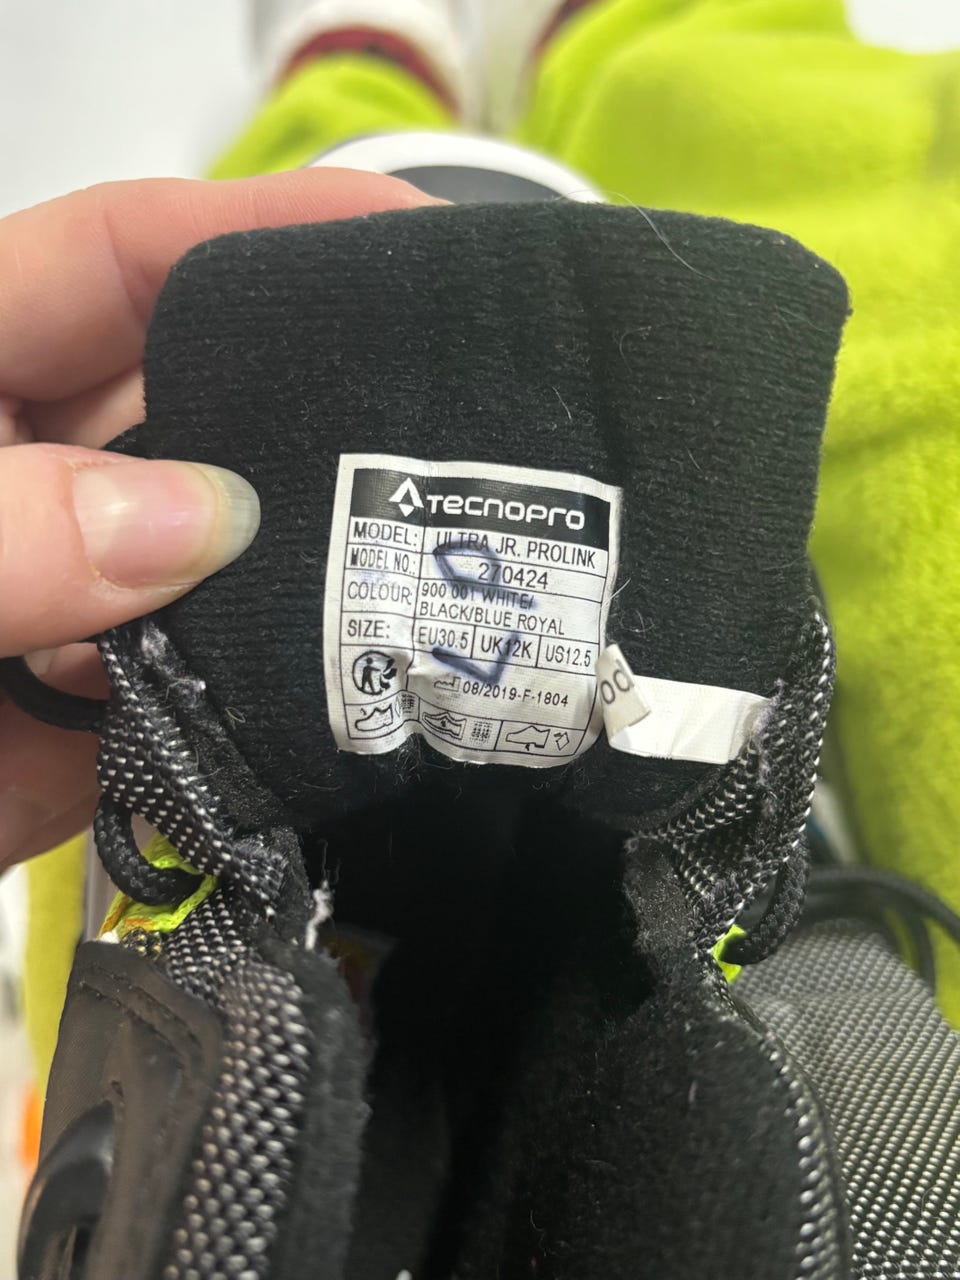 TECNOPRO
MODEL: ULTRA JR. PROLINK
MODEL NO.: 270424
COLOUR: 900 001 WHITE/
BLACK/BLUE ROYAL
SIZE: EU30.5 UK12K US12.5
08/2019-F-1804